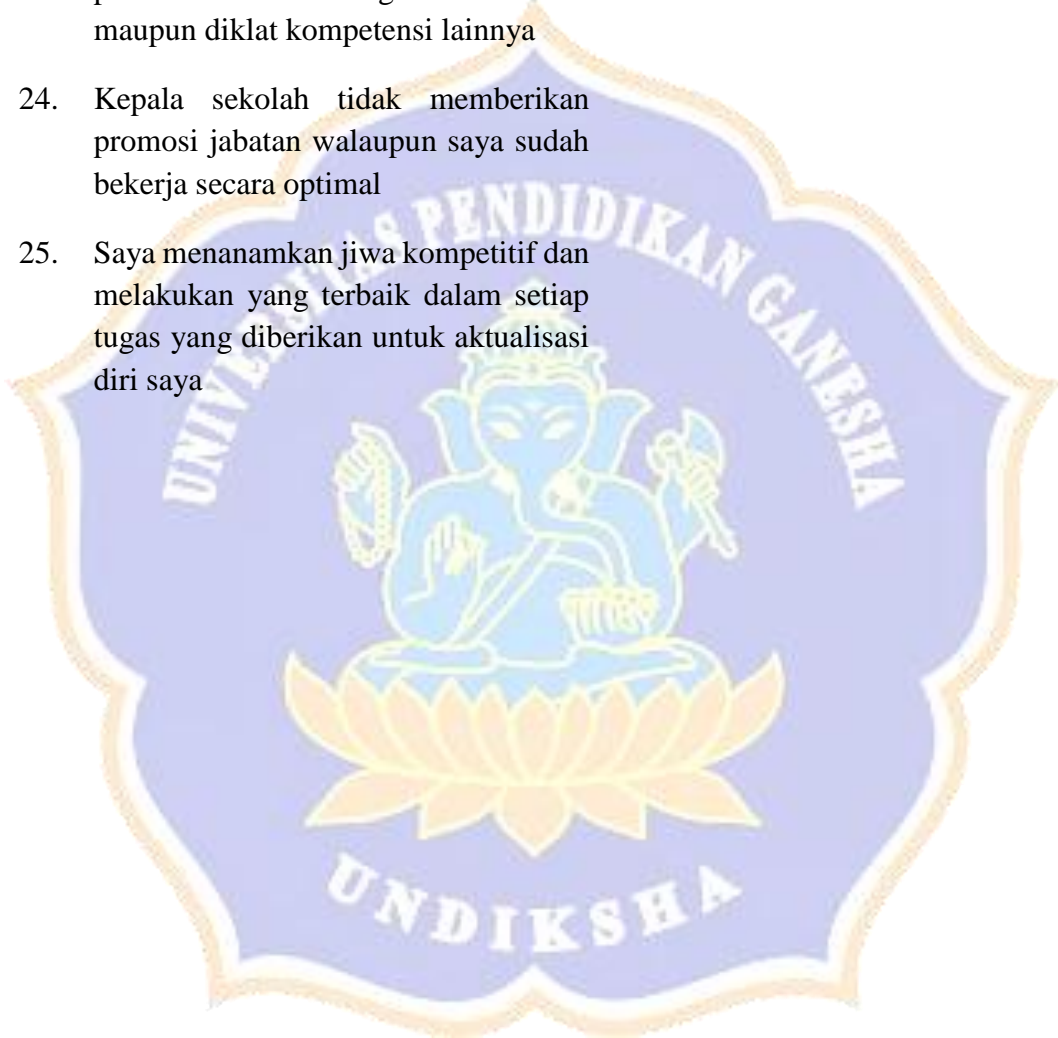 maupun diklat kompetensi lainnya
24. Kepala sekolah tidak memberikan
promosi jabatan walaupun saya sudah
bekerja secara optimal
25. Saya menanamkan jiwa kompetitif dan
melakukan yang terbaik dalam setiap
tugas yang diberikan untuk aktualisasi
diri saya
UNIVERSITAS PENDIDIKAN GANESHA
UNDIKSHA